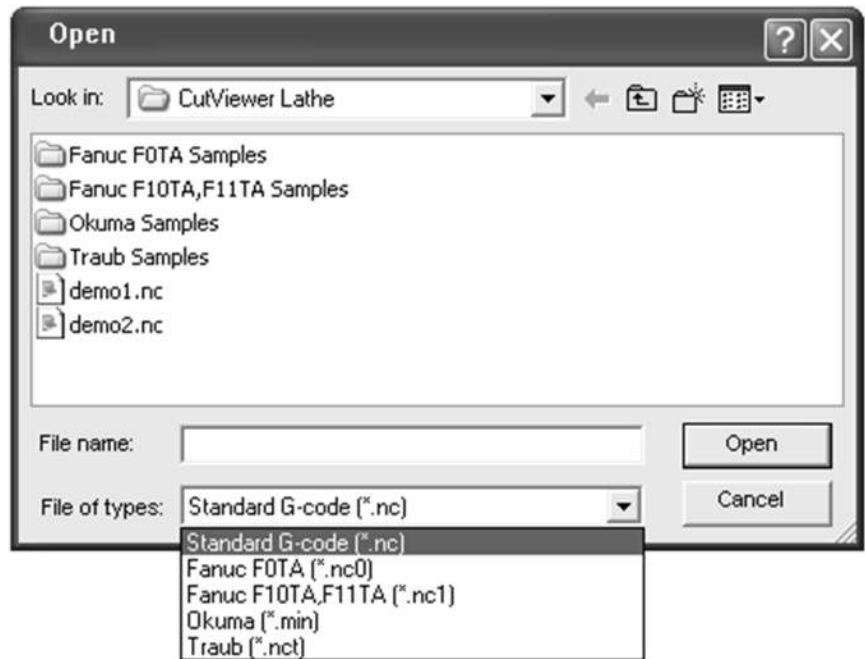 Open
Look in: CutViewer Lathe
Fanuc F0TA Samples
Fanuc F10TA,F11TA Samples
Okuma Samples
Traub Samples
demo1.nc
demo2.nc
File name:
Open
File of types: Standard G-code (*.nc)
Cancel
Standard G-code (*.nc)
Fanuc F0TA (*.nc0)
Fanuc F10TA,F11TA (*.nc1)
Okuma (*.min)
Traub (*.nct)